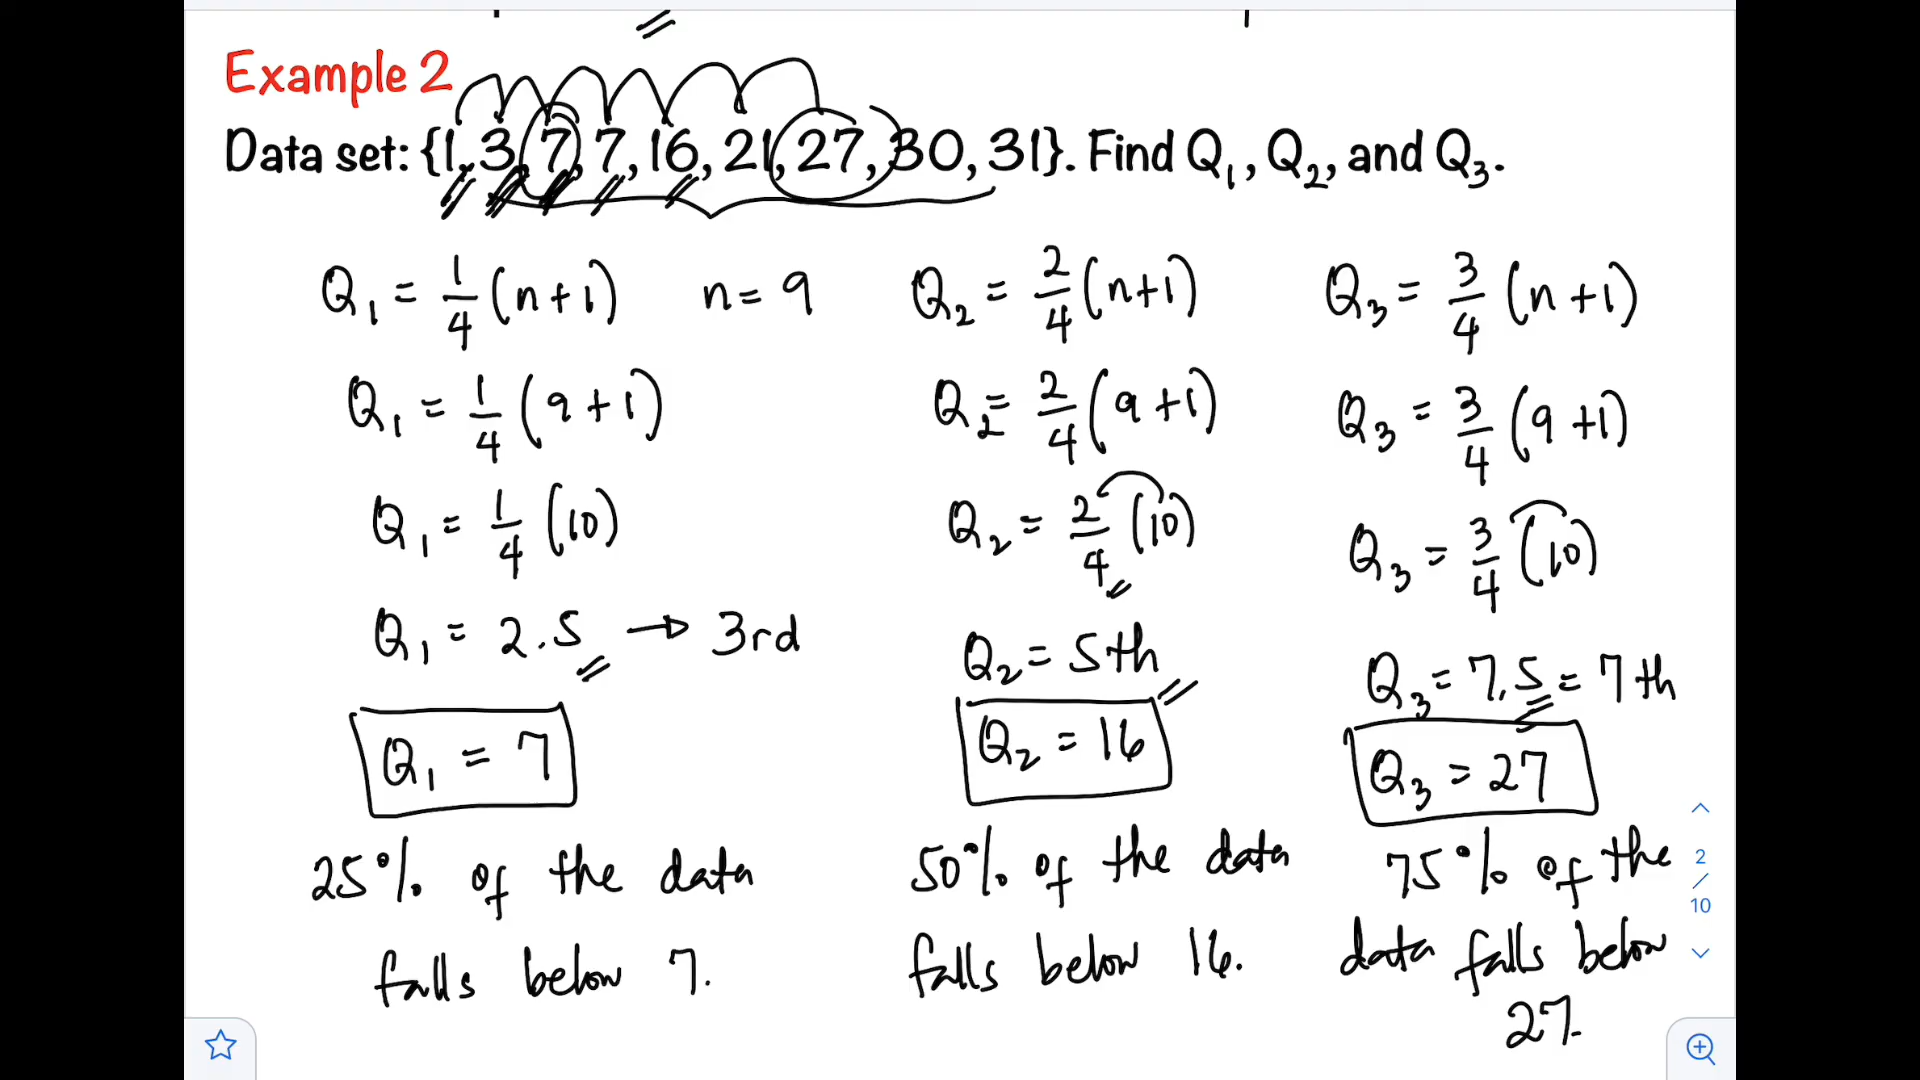 Example 2
Data set: {1, 3, 7, 7, 16, 21, 27, 30, 31}. Find Q₁, Q₂, and Q₃.
Q₁ = 1/4 (n+1)
n = 9
Q₁ = 1/4 (9+1)
Q₁ = 1/4 (10)
Q₁ = 2.5 → 3rd
Q₁ = 7
25% of the data
falls below 7.
Q₂ = 2/4 (n+1)
Q₂ = 2/4 (9+1)
Q₂ = 2/4 (10)
Q₂ = 5th
Q₂ = 16
50% of the data
falls below 16.
Q₃ = 3/4 (n+1)
Q₃ = 3/4 (9+1)
Q₃ = 3/4 (10)
Q₃ = 7.5 = 7th
Q₃ = 27
75% of the
data falls below
27.
2
/
10